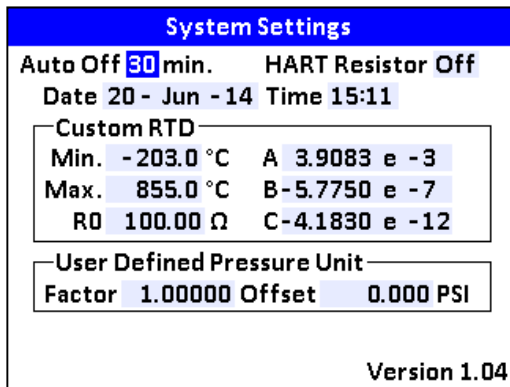 System Settings
Auto Off 30 min. HART Resistor Off
Date 20 - Jun - 14 Time 15:11
Custom RTD
Min. -203.0 °C A 3.9083 e -3
Max. 855.0 °C B-5.7750 e -7
R0 100.00 Ω C-4.1830 e -12
User Defined Pressure Unit
Factor 1.00000 Offset 0.000 PSI
Version 1.04